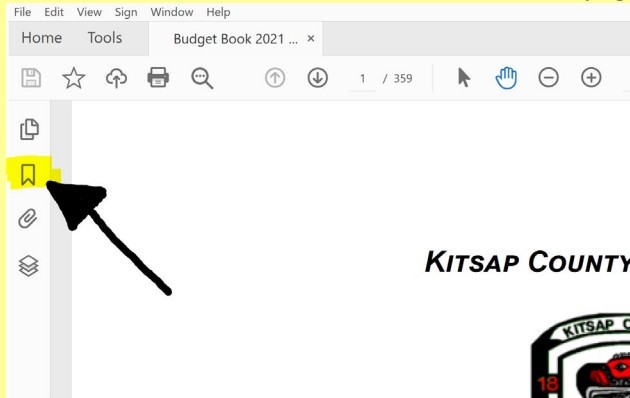 File Edit View Sign Window Help
Home Tools Budget Book 2021 ... ×
1 / 359
KITSAP COUNTY
KITSAP
18